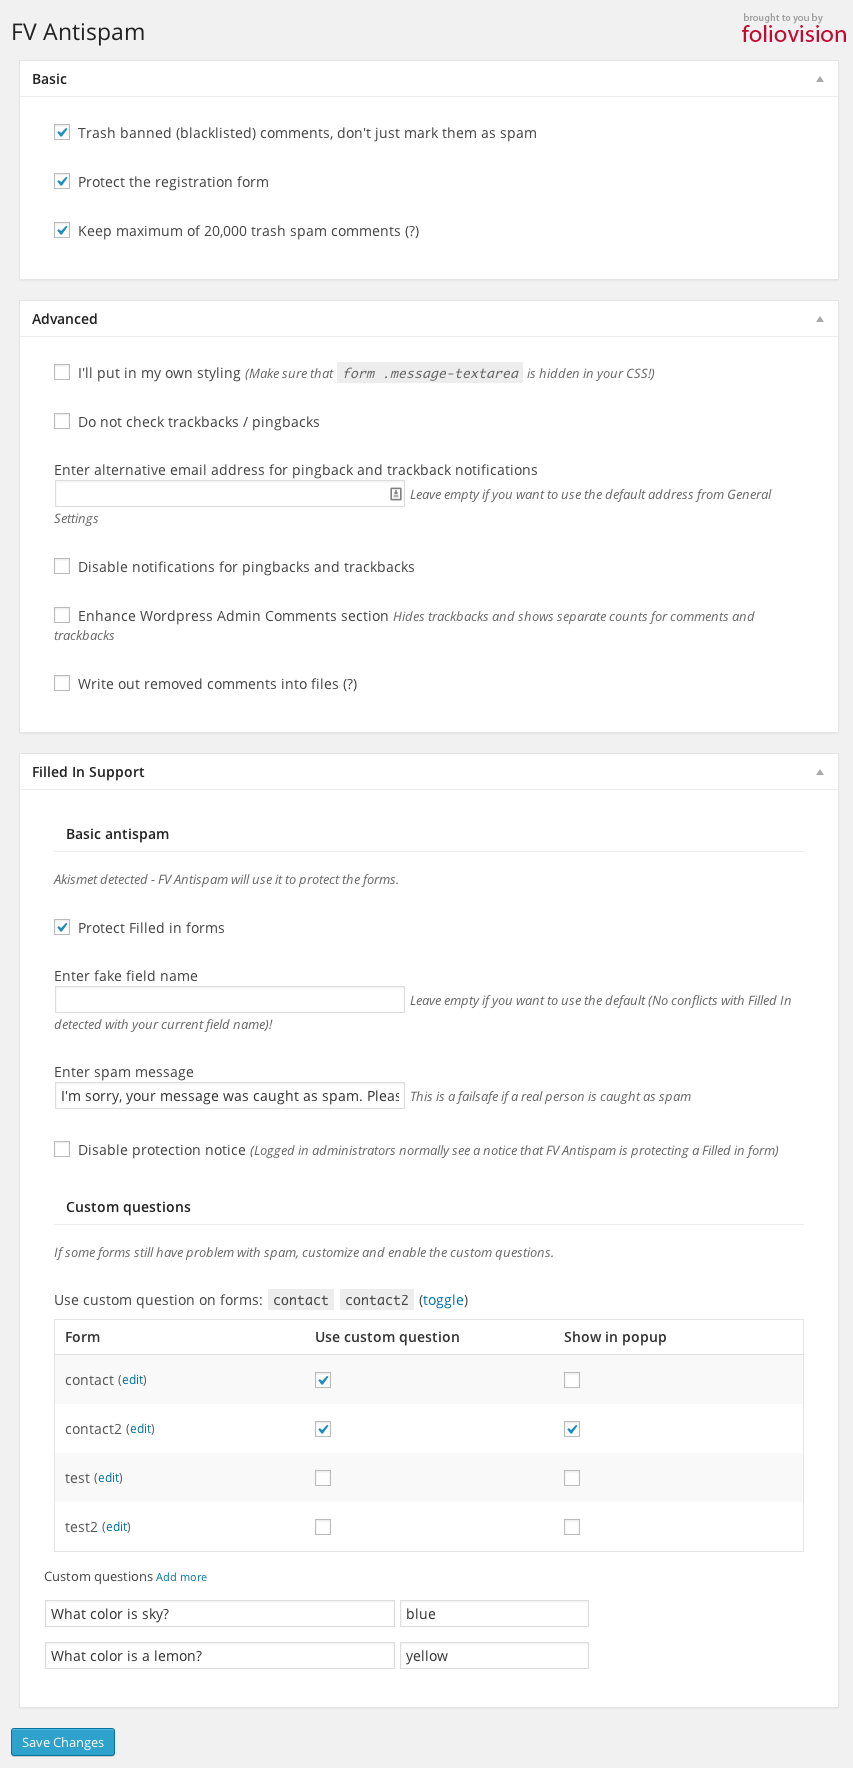 FV Antispam
brought to you by
foliovision
Basic
Trash banned (blacklisted) comments, don't just mark them as spam
Protect the registration form
Keep maximum of 20,000 trash spam comments (?)
Advanced
I'll put in my own styling (Make sure that form .message-textarea is hidden in your CSS!)
Do not check trackbacks / pingbacks
Enter alternative email address for pingback and trackback notifications
Leave empty if you want to use the default address from General
Settings
Disable notifications for pingbacks and trackbacks
Enhance Wordpress Admin Comments section Hides trackbacks and shows separate counts for comments and
trackbacks
Write out removed comments into files (?)
Filled In Support
Basic antispam
Akismet detected - FV Antispam will use it to protect the forms.
Protect Filled in forms
Enter fake field name
Leave empty if you want to use the default (No conflicts with Filled In
detected with your current field name)!
Enter spam message
I'm sorry, your message was caught as spam. Pleas This is a failsafe if a real person is caught as spam
Disable protection notice (Logged in administrators normally see a notice that FV Antispam is protecting a Filled in form)
Custom questions
If some forms still have problem with spam, customize and enable the custom questions.
Use custom question on forms: contact contact2 (toggle)
Form Use custom question Show in popup
contact (edit)
contact2 (edit)
test (edit)
test2 (edit)
Custom questions Add more
What color is sky? blue
What color is a lemon? yellow
Save Changes